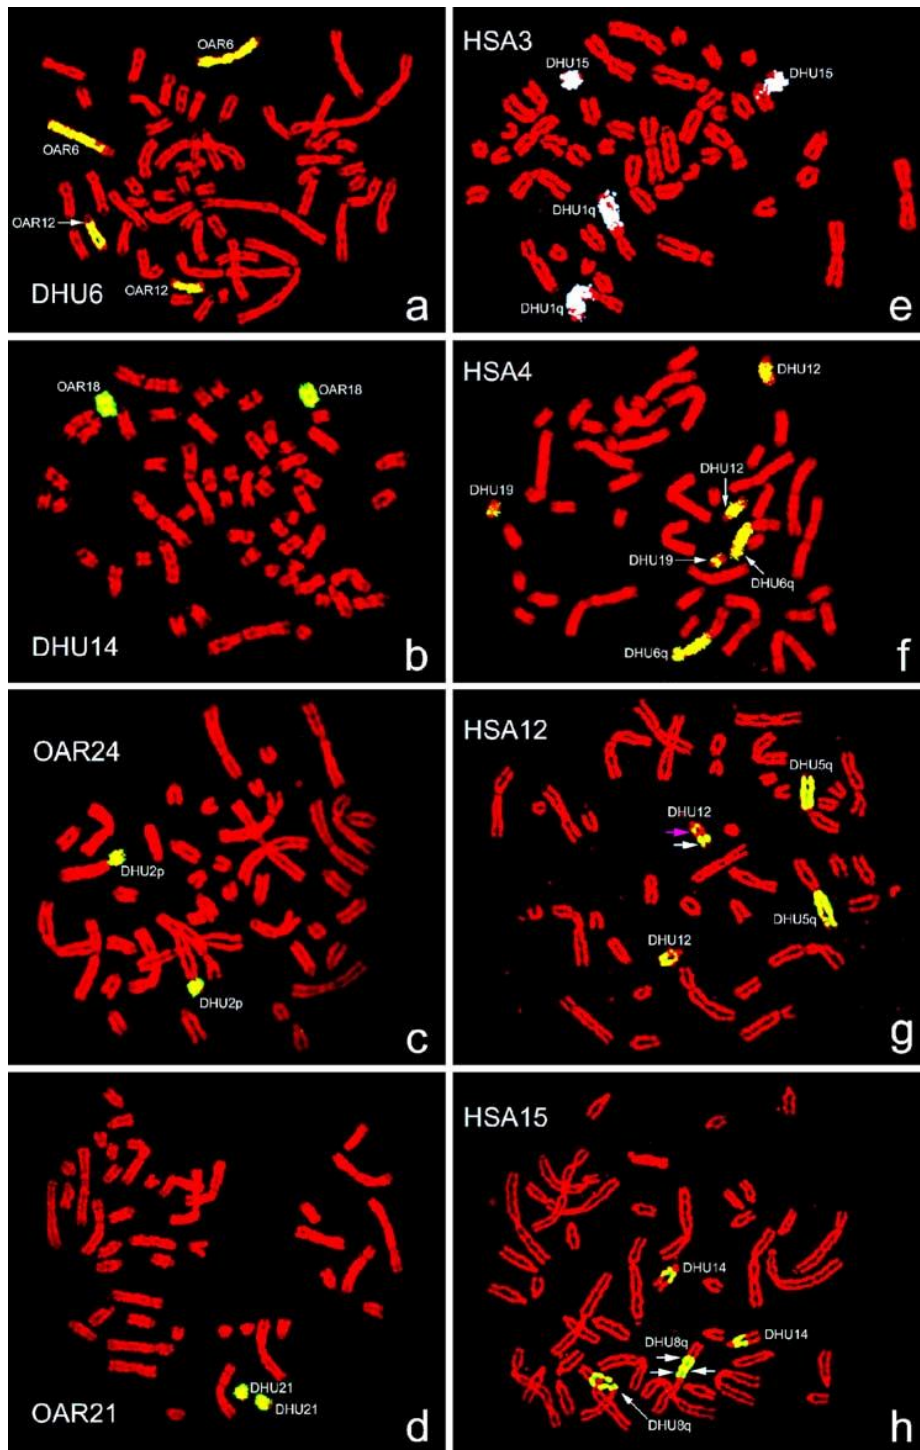 OAR6
OAR6
OAR12
OAR12
DHU6
a
OAR18
OAR18
DHU14
b
OAR24
DHU2p
DHU2p
c
DHU21
DHU21
OAR21
d
HSA3
DHU15
DHU15
DHU1q
DHU1q
e
HSA4
DHU12
DHU12
DHU19
DHU19
DHU6q
DHU6q
f
HSA12
DHU5q
DHU12
DHU5q
DHU12
g
HSA15
DHU14
DHU8q
DHU14
DHU8q
h